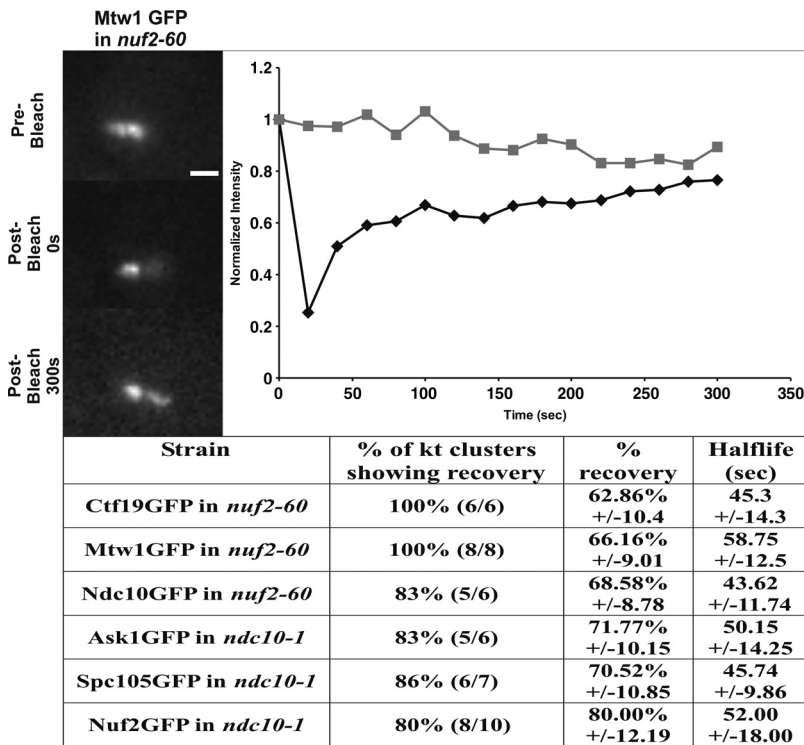 Mtw1 GFP
in nuf2-60
Pre-
Bleach
Post-
Bleach
0s
Post-
Bleach
300s
Normalized Intensity
1.2
1
0.8
0.6
0.4
0.2
0
0 50 100 150 200 250 300 350
Time (sec)
Strain % of kt clusters showing recovery % recovery Halflife (sec)
Ctf19GFP in nuf2-60 100% (6/6) 62.86% +/-10.4 45.3 +/-14.3
Mtw1GFP in nuf2-60 100% (8/8) 66.16% +/-9.01 58.75 +/-12.5
Ndc10GFP in nuf2-60 83% (5/6) 68.58% +/-8.78 43.62 +/-11.74
Ask1GFP in ndc10-1 83% (5/6) 71.77% +/-10.15 50.15 +/-14.25
Spc105GFP in ndc10-1 86% (6/7) 70.52% +/-10.85 45.74 +/-9.86
Nuf2GFP in ndc10-1 80% (8/10) 80.00% +/-12.19 52.00 +/-18.00